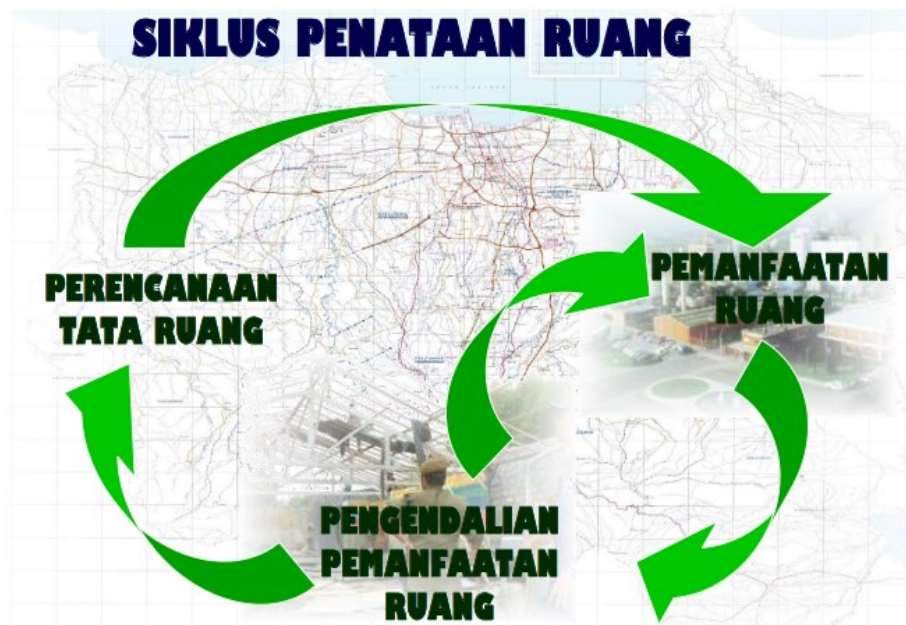 SIKLUS PENATAAN RUANG
PERENCANAAN
TATA RUANG
PEMANFAATAN
RUANG
PENGENDALIAN
PEMANFAATAN
RUANG